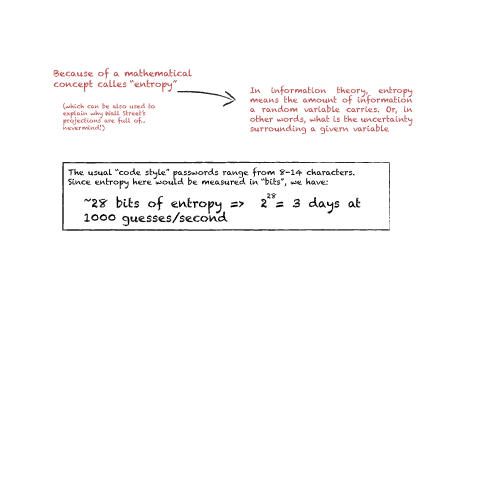 Because of a mathematical
concept calles "entropy"
(which can be also used to
explain why Wall Street's
projections are full of..
nevermind!)
In information theory, entropy
means the amount of information
a random variable carries. Or, in
other words, what is the uncertainty
surrounding a givern variable
The usual "code style" passwords range from 8-14 characters.
Since entropy here would be measured in "bits", we have:
~28 bits of entropy => 2^28 = 3 days at
1000 guesses/second